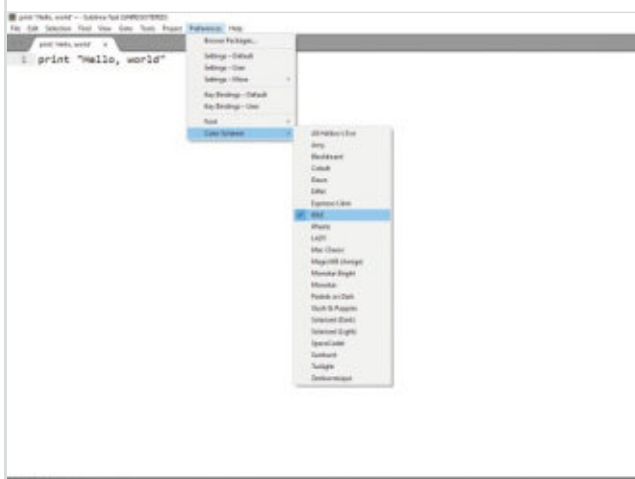 print "Hello, world" - Sublime Text (UNREGISTERED)
File Edit Selection Find View Goto Tools Project Preferences Help
print "Hello, world" x
1 print "Hello, world"
Browse Packages...
Settings - Default
Settings - User
Settings - More
Key Bindings - Default
Key Bindings - User
Font
Color Scheme
All Hallow's Eve
Amy
Blackboard
Cobalt
Dawn
Eiffel
Espresso Libre
IDLE
LAZY
Mac Classic
MagicWB (Amiga)
Monokai Bright
Monokai
Pastels on Dark
Slush & Poppies
Solarized (Dark)
Solarized (Light)
SpaceCadet
Sunburst
Twilight
Zenburnesque